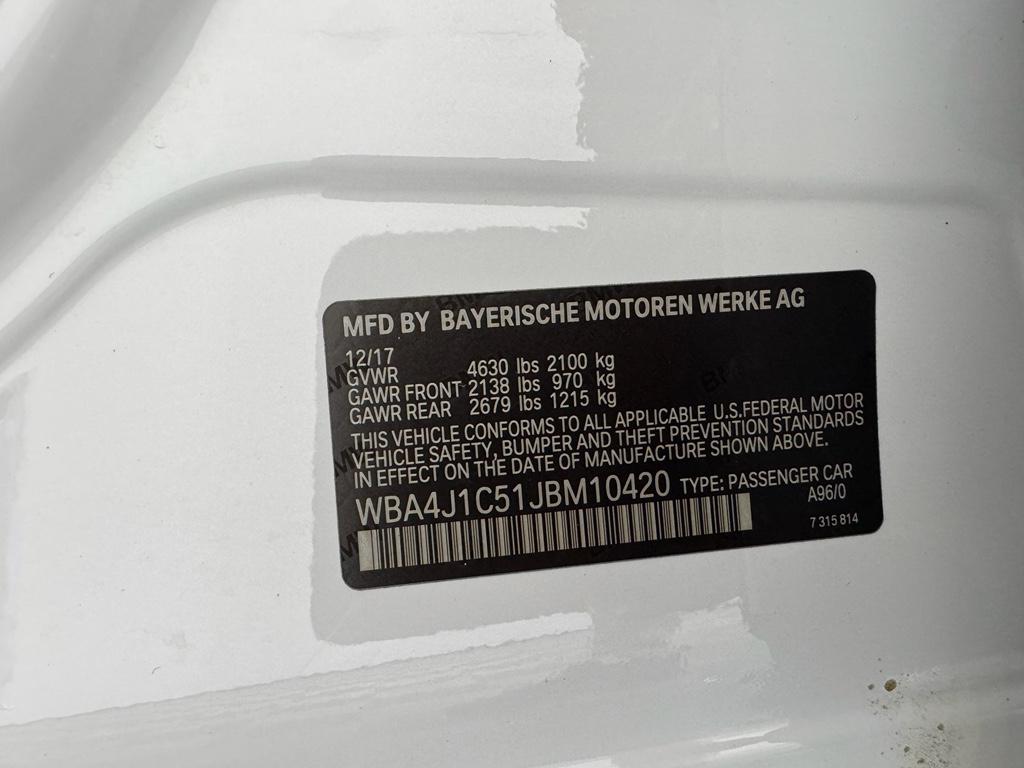 MFD BY BAYERISCHE MOTOREN WERKE AG
12/17
GVWR 4630 lbs 2100 kg
GAWR FRONT 2138 lbs 970 kg
GAWR REAR 2679 lbs 1215 kg
THIS VEHICLE CONFORMS TO ALL APPLICABLE U.S.FEDERAL MOTOR
VEHICLE SAFETY, BUMPER AND THEFT PREVENTION STANDARDS
IN EFFECT ON THE DATE OF MANUFACTURE SHOWN ABOVE.
WBA4J1C51JBM10420 TYPE: PASSENGER CAR
A96/0
7 315 814